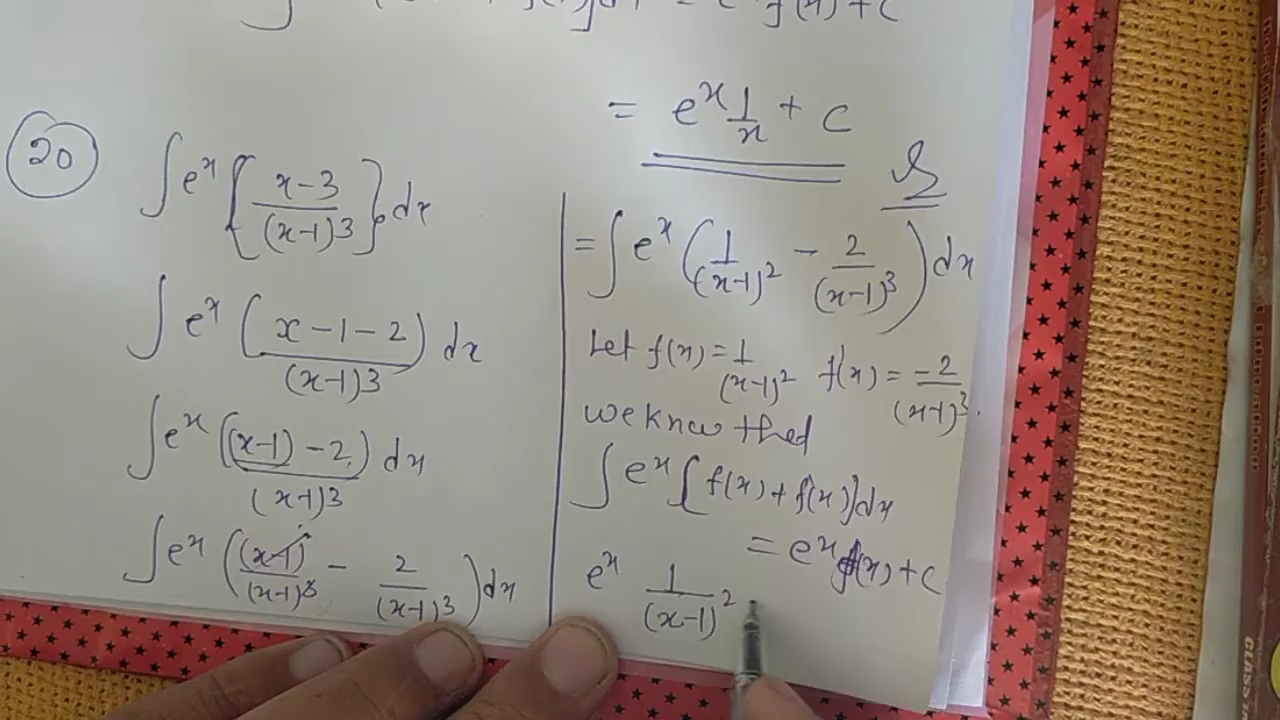 = e^x 1/x + c
20
∫e^x {x-3/(x-1)3} dx
∫ e^x (x-1-2/(x-1)3) dx
∫e^x ((x-1)-2/(x-1)3) dx
∫e^x ((x-1)/(x-1)3 - 2/(x-1)3) dx
= ∫ e^x (1/(x-1)^2 - 2/(x-1)^3) dx
Let f(x) = 1/(x-1)^2 f'(x) = -2/(x-1)^3.
we know that
∫ e^x [f(x) + f'(x)] dx
= e^x f(x) + c
e^x 1/(x-1)^2
CLASS